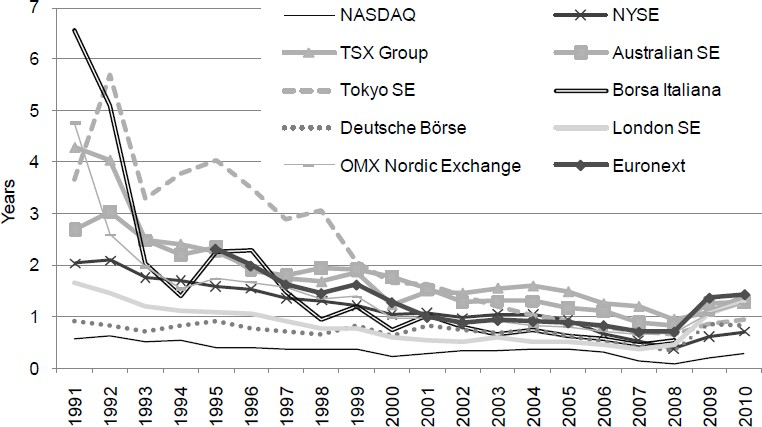 7
6
5
4
3
2
1
0
Years
NASDAQ
NYSE
TSX Group
Australian SE
Tokyo SE
Borsa Italiana
Deutsche Börse
London SE
OMX Nordic Exchange
Euronext
1991
1992
1993
1994
1995
1996
1997
1998
1999
2000
2001
2002
2003
2004
2005
2006
2007
2008
2009
2010